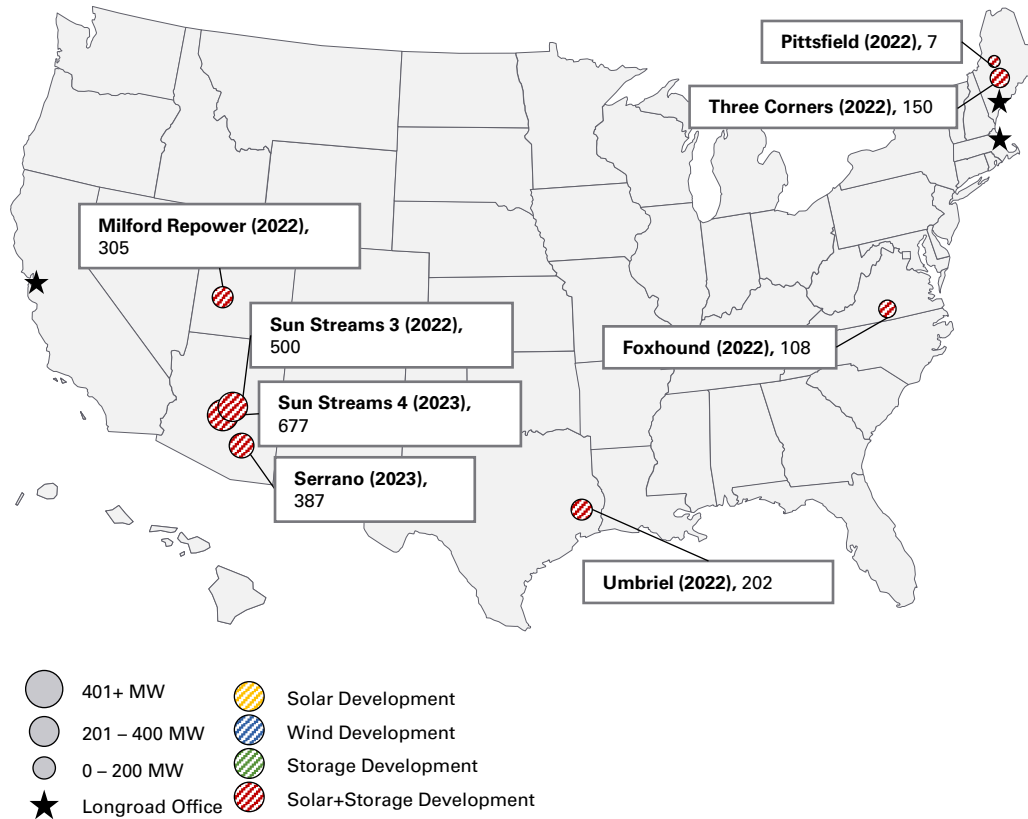 Pittsfield (2022), 7
Three Corners (2022), 150
Milford Repower (2022),
305
Sun Streams 3 (2022),
500
Foxhound (2022), 108
Sun Streams 4 (2023),
677
Serrano (2023),
387
Umbriel (2022), 202
401+ MW
201 – 400 MW
0 – 200 MW
Longroad Office
Solar Development
Wind Development
Storage Development
Solar+Storage Development